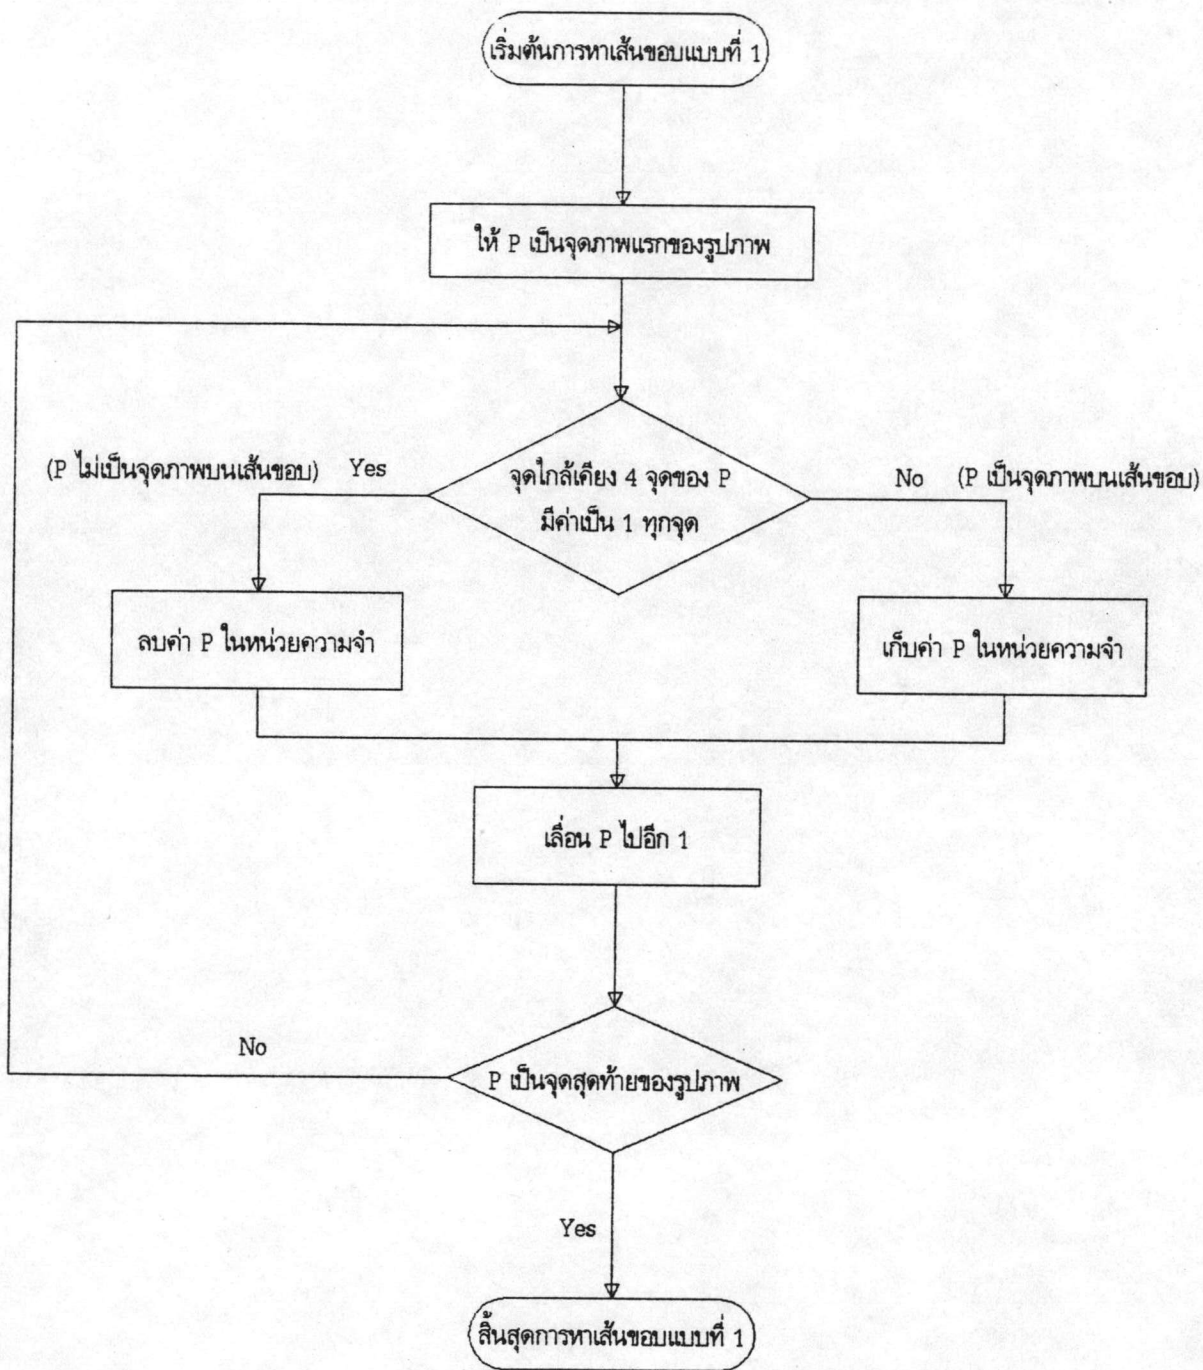 เริ่มต้นการหาเส้นขอบแบบที่ 1
ให้ P เป็นจุดภาพแรกของรูปภาพ
(P ไม่เป็นจุดภาพบนเส้นขอบ) Yes
จุดใกล้เคียง 4 จุดของ P
มีค่าเป็น 1 ทุกจุด
No (P เป็นจุดภาพบนเส้นขอบ)
ลบค่า P ในหน่วยความจำ
เก็บค่า P ในหน่วยความจำ
เลื่อน P ไปอีก 1
No
P เป็นจุดสุดท้ายของรูปภาพ
Yes
สิ้นสุดการหาเส้นขอบแบบที่ 1